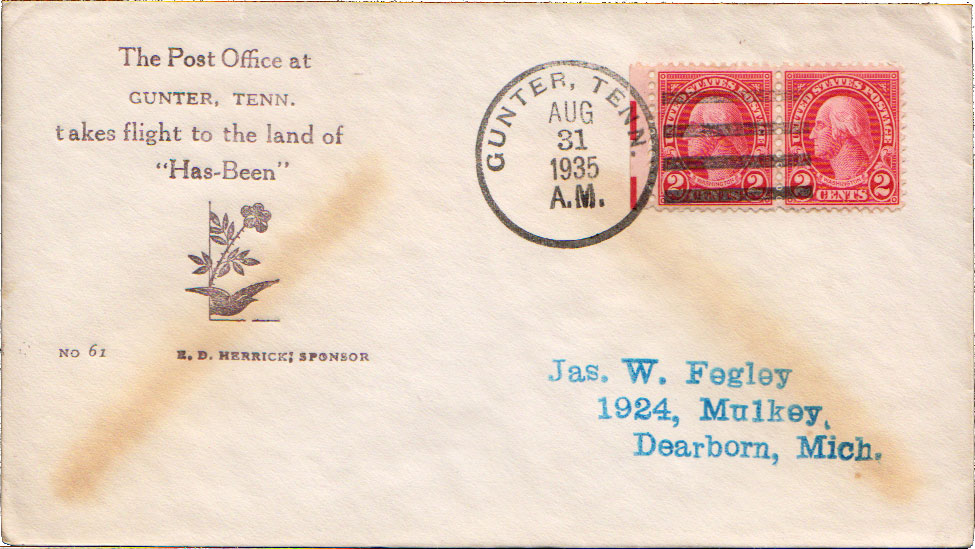 The Post Office at
GUNTER, TENN.
takes flight to the land of
"Has-Been"
NO 61
E. D. HERRICK; SPONSOR
GUNTER, TENN.
AUG
31
1935
A.M.
UNITED STATES POSTAGE
WASHINGTON
2 CENTS 2
UNITED STATES POSTAGE
WASHINGTON
2 CENTS 2
Jas. W. Fegley
1924, Mulkey,
Dearborn, Mich.